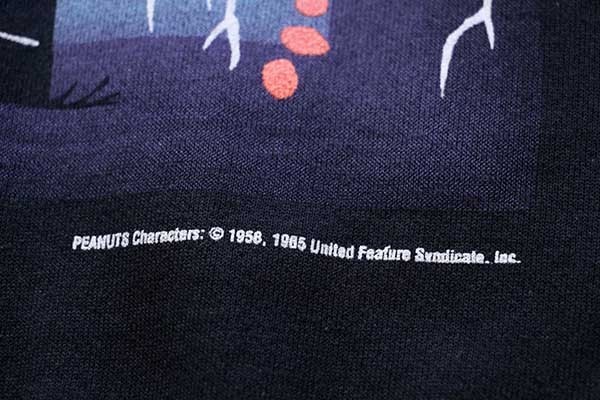 PEANUTS Characters: © 1958, 1965 United Feature Syndicate, Inc.